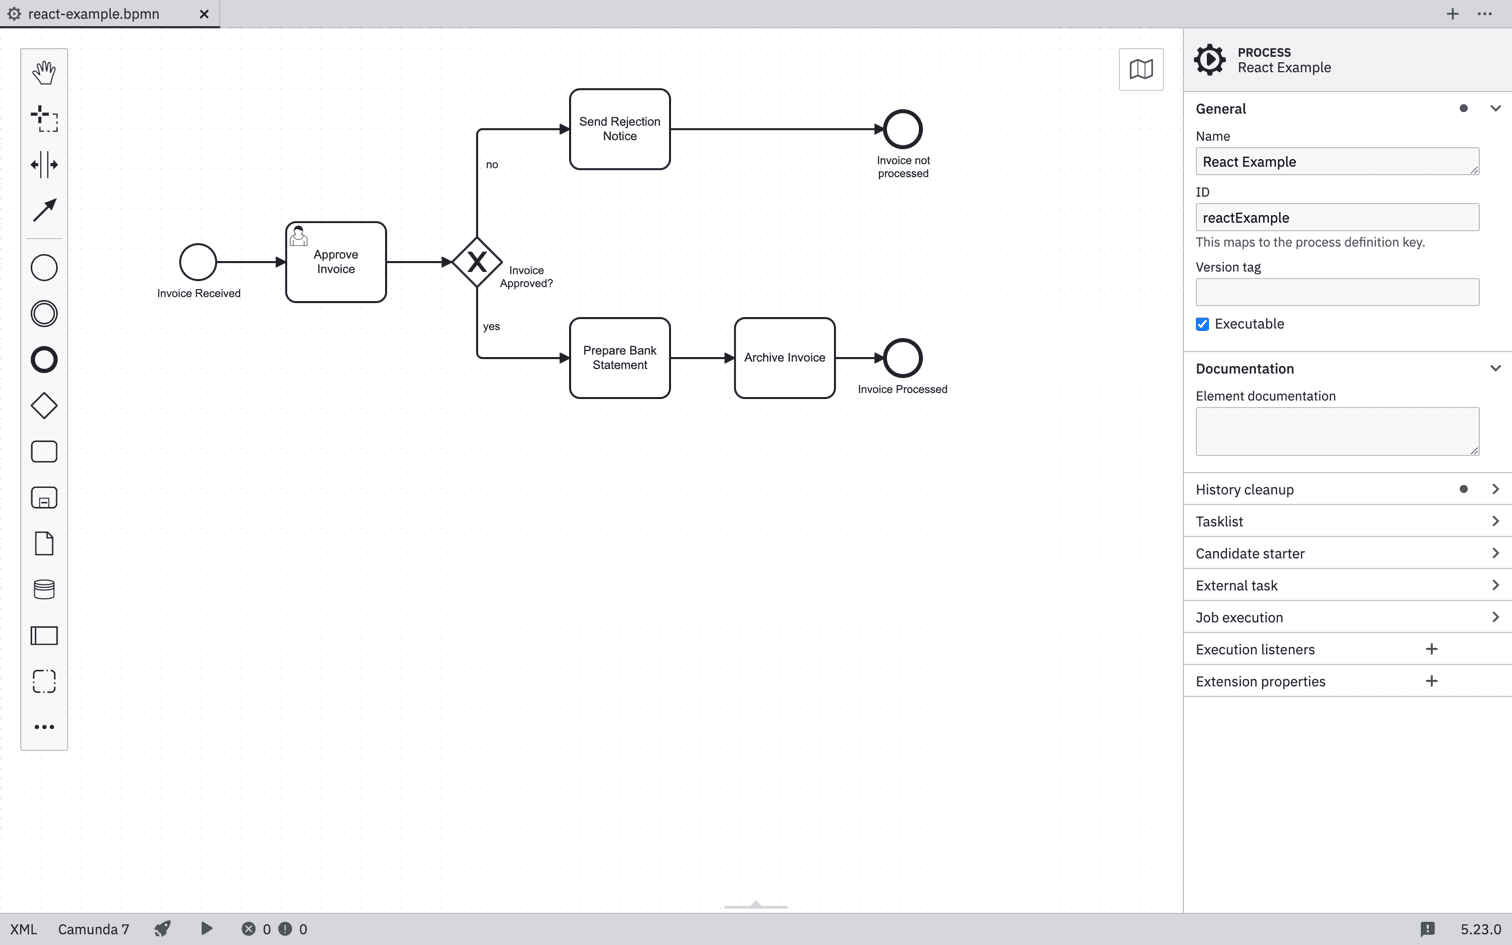 react-example.bpmn
PROCESS
React Example
General
Name
React Example
ID
reactExample
This maps to the process definition key.
Version tag
Executable
Documentation
Element documentation
History cleanup
Tasklist
Candidate starter
External task
Job execution
Execution listeners
Extension properties
Send Rejection
Notice
Invoice not
processed
no
Approve
Invoice
Invoice Received
X
Invoice
Approved?
yes
Prepare Bank
Statement
Archive Invoice
Invoice Processed
XML Camunda 7 0 0 5.23.0